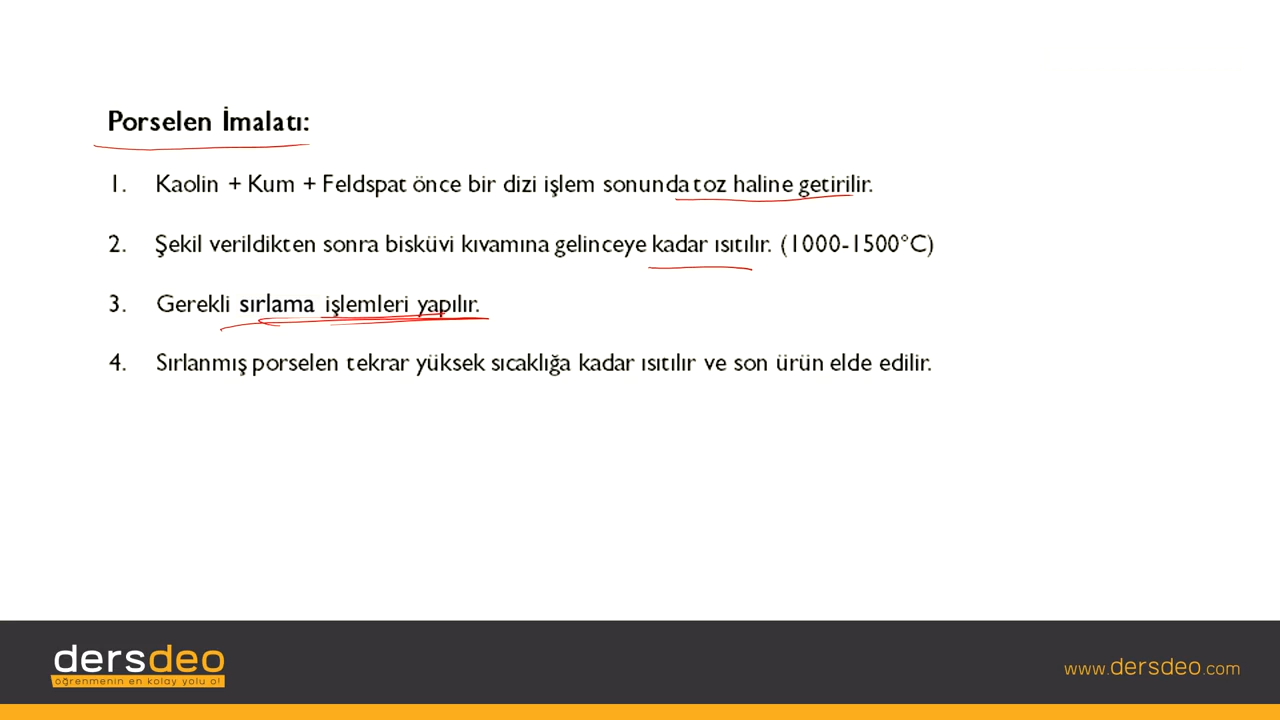 Porselen İmalatı:
1. Kaolin + Kum + Feldspat önce bir dizi işlem sonunda toz haline getirilir.
2. Şekil verildikten sonra bisküvi kıvamına gelinceye kadar ısıtılır. (1000-1500°C)
3. Gerekli sırlama işlemleri yapılır.
4. Sırlanmış porselen tekrar yüksek sıcaklığa kadar ısıtılır ve son ürün elde edilir.
dersdeo
öğrenmenin en kolay yolu o!
www.dersdeo.com